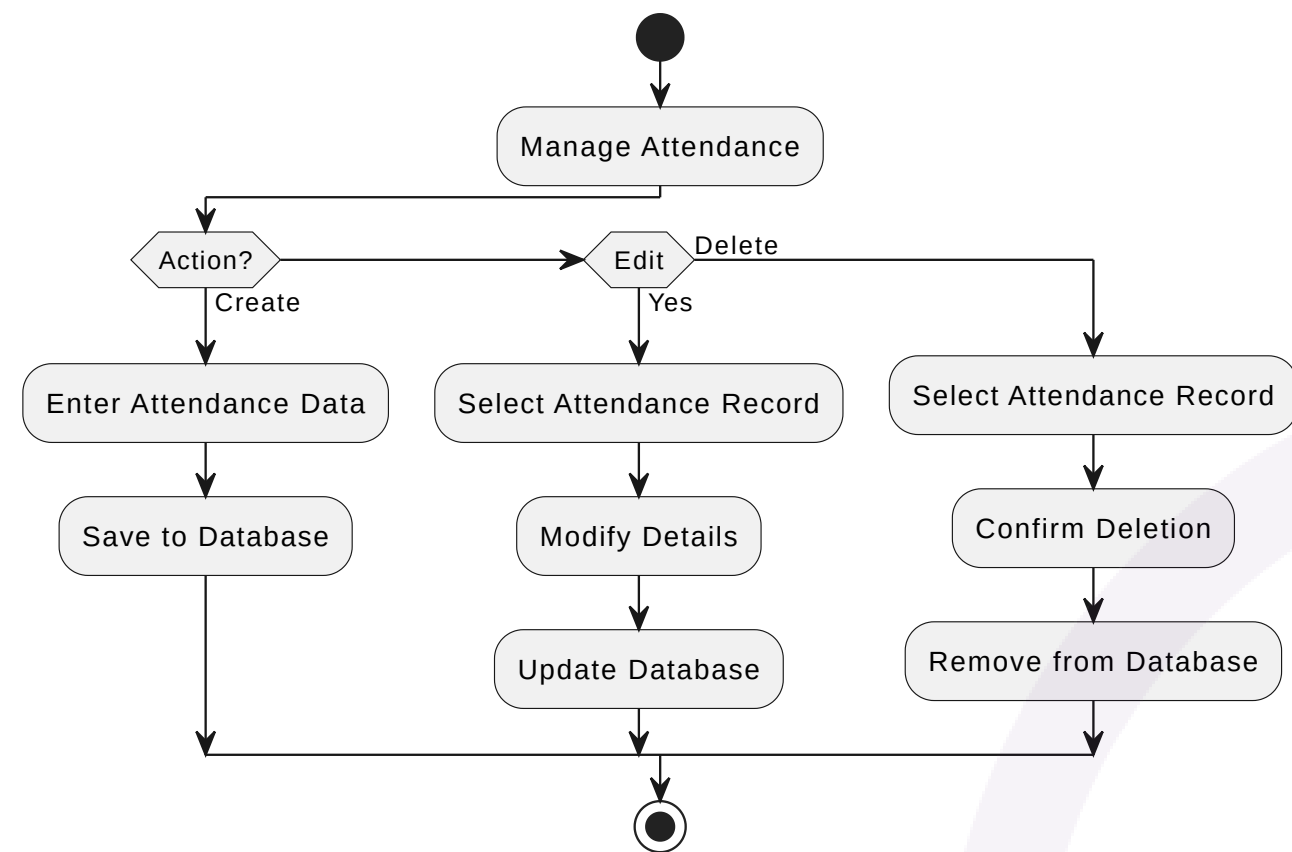 Manage Attendance
Action?
Edit
Delete
Create
Yes
Enter Attendance Data
Select Attendance Record
Select Attendance Record
Save to Database
Modify Details
Confirm Deletion
Update Database
Remove from Database